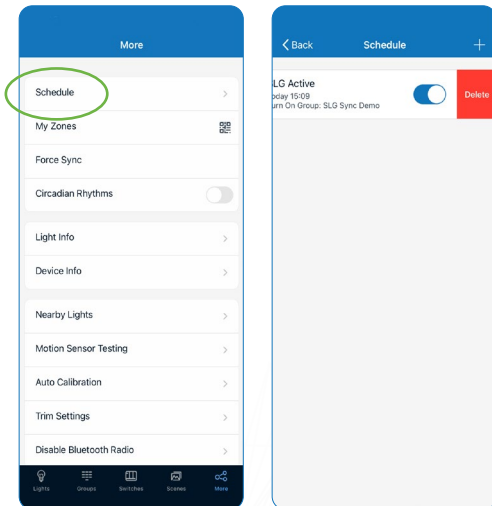 More
Schedule
My Zones
Force Sync
Circadian Rhythms
Light Info
Device Info
Nearby Lights
Motion Sensor Testing
Auto Calibration
Trim Settings
Disable Bluetooth Radio
Lights Groups Switches Scenes More
Back Schedule
LG Active
oday 15:09
urn On Group: SLG Sync Demo
Delete